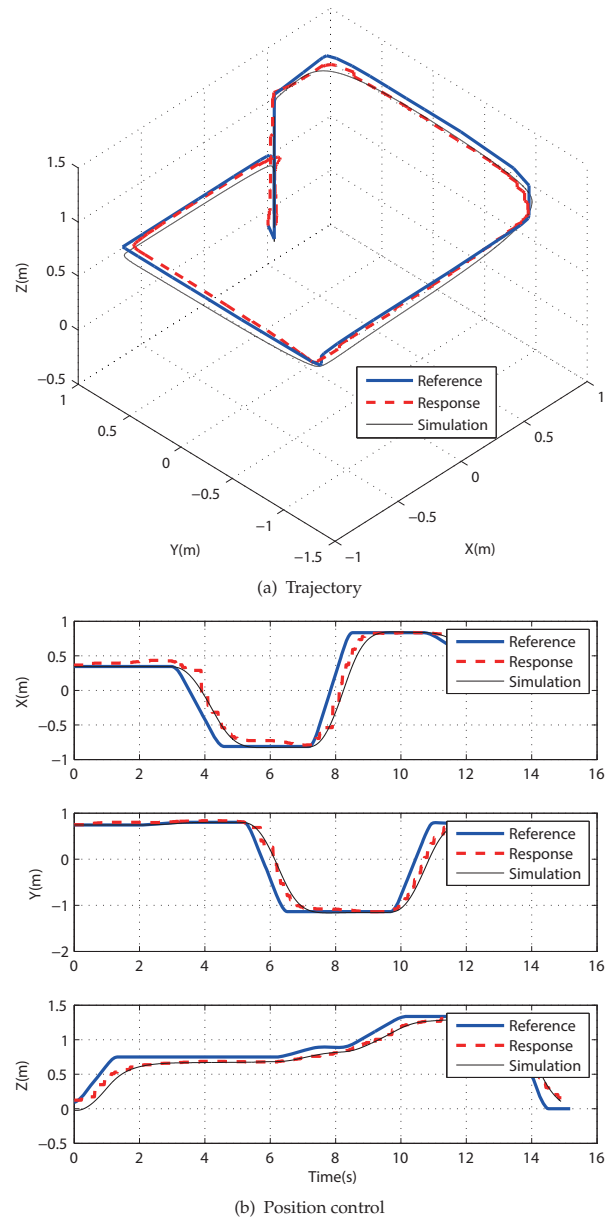 1.5
1
0.5
0
−0.5
Z(m)
1
0.5
0
−0.5
−1
−1.5
Y(m)
−1
−0.5
0
0.5
1
X(m)
Reference
Response
Simulation
(a) Trajectory
1
0.5
0
−0.5
−1
X(m)
0 2 4 6 8 10 12 14 16
Reference
Response
Simulation
1
0
−1
−2
Y(m)
0 2 4 6 8 10 12 14 16
Reference
Response
Simulation
1.5
1
0.5
0
−0.5
Z(m)
0 2 4 6 8 10 12 14 16
Reference
Response
Simulation
Time(s)
(b) Position control